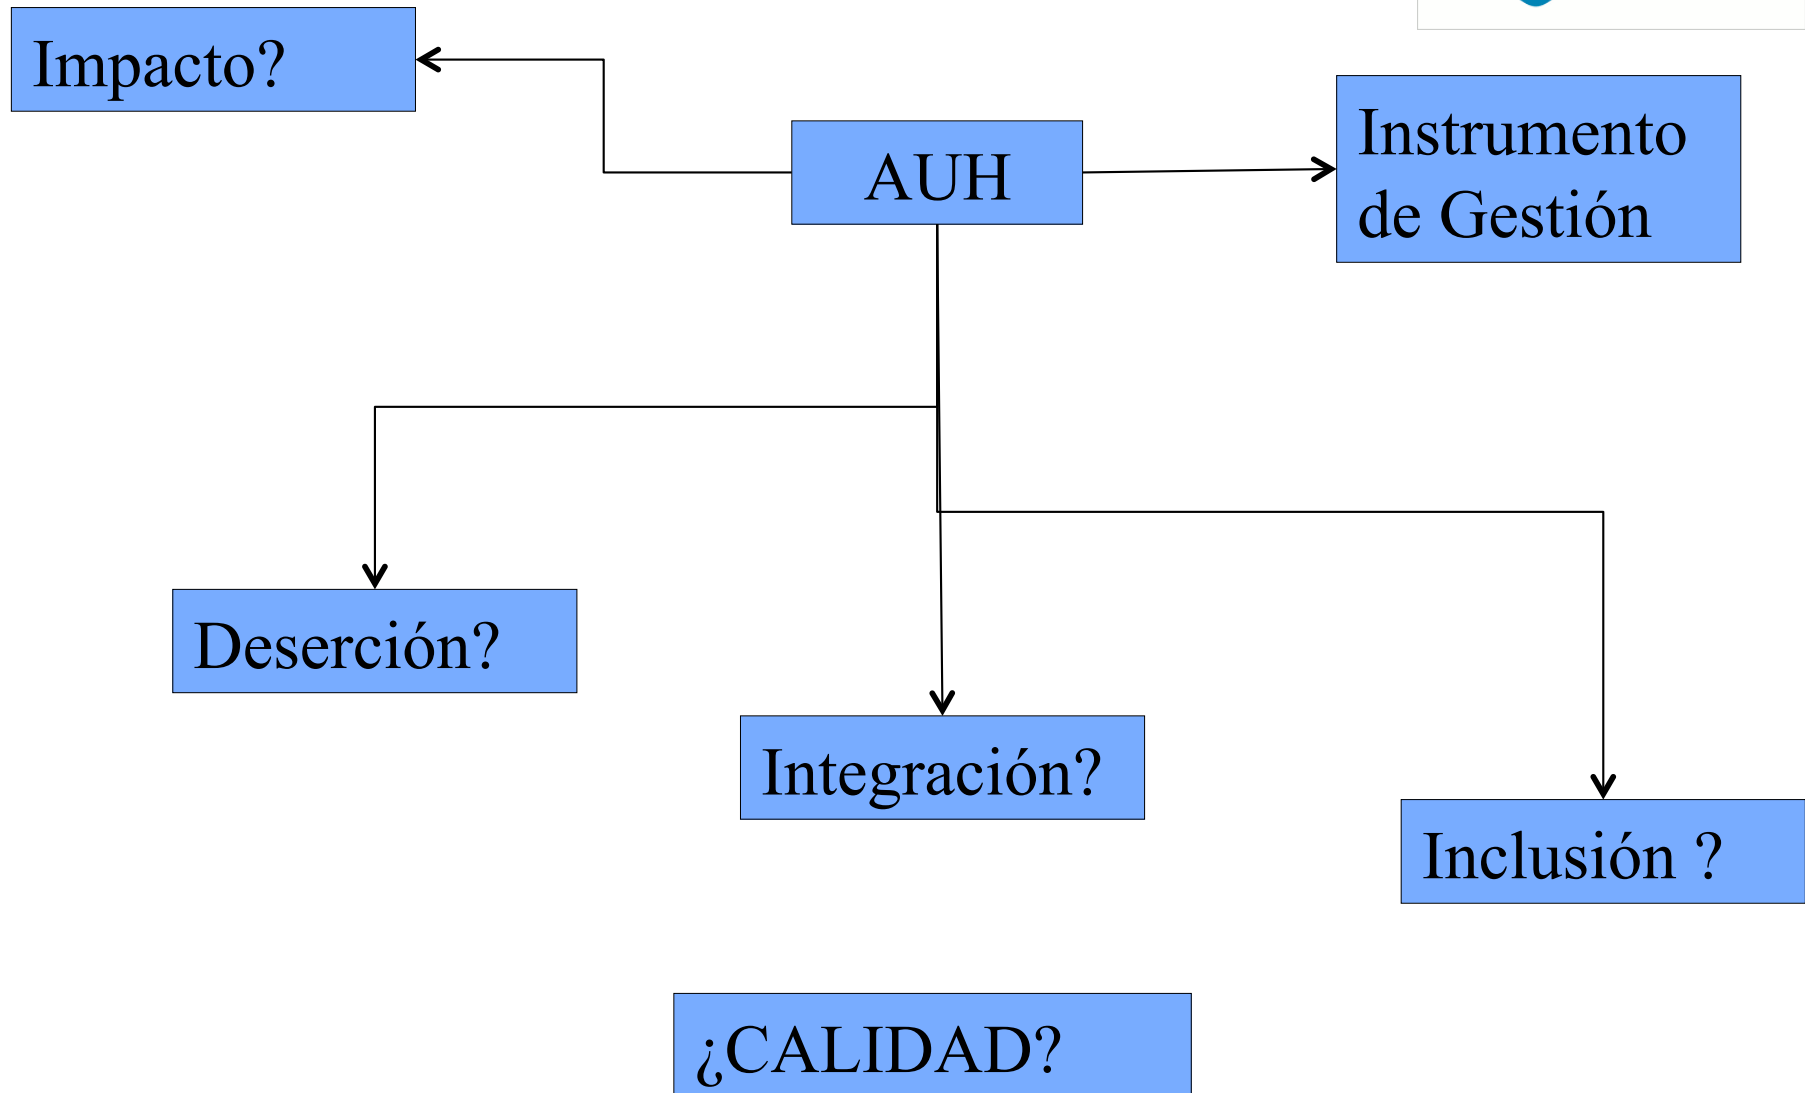 Impacto?
AUH
Instrumento
de Gestión
Deserción?
Integración?
Inclusión ?
¿CALIDAD?